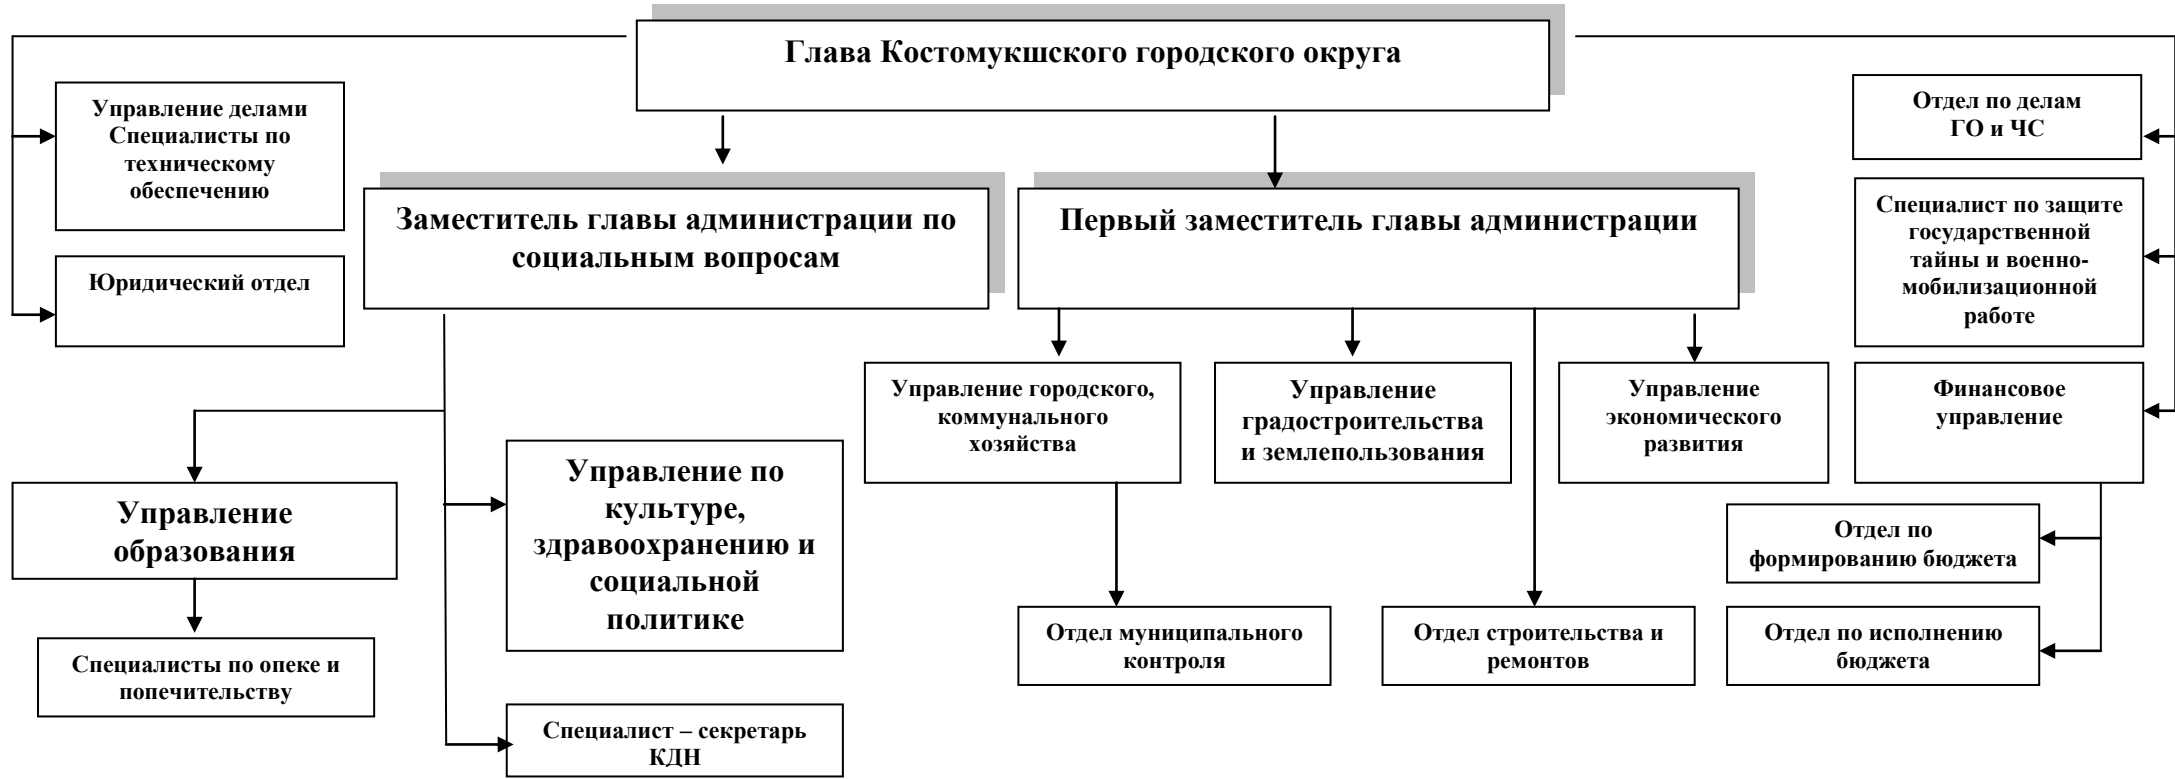 Глава Костомукшского городского округа
Управление делами
Специалисты по
техническому
обеспечению
Юридический отдел
Отдел по делам
ГО и ЧС
Специалист по защите
государственной
тайны и военно-
мобилизационной
работе
Заместитель главы администрации по
социальным вопросам
Первый заместитель главы администрации
Управление городского,
коммунального
хозяйства
Управление
градостроительства
и землепользования
Управление
экономического
развития
Финансовое
управление
Управление
образования
Управление по
культуре,
здравоохранению и
социальной
политике
Отдел по
формированию бюджета
Отдел муниципального
контроля
Отдел строительства и
ремонтов
Отдел по исполнению
бюджета
Специалисты по опеке и
попечительству
Специалист – секретарь
КДН